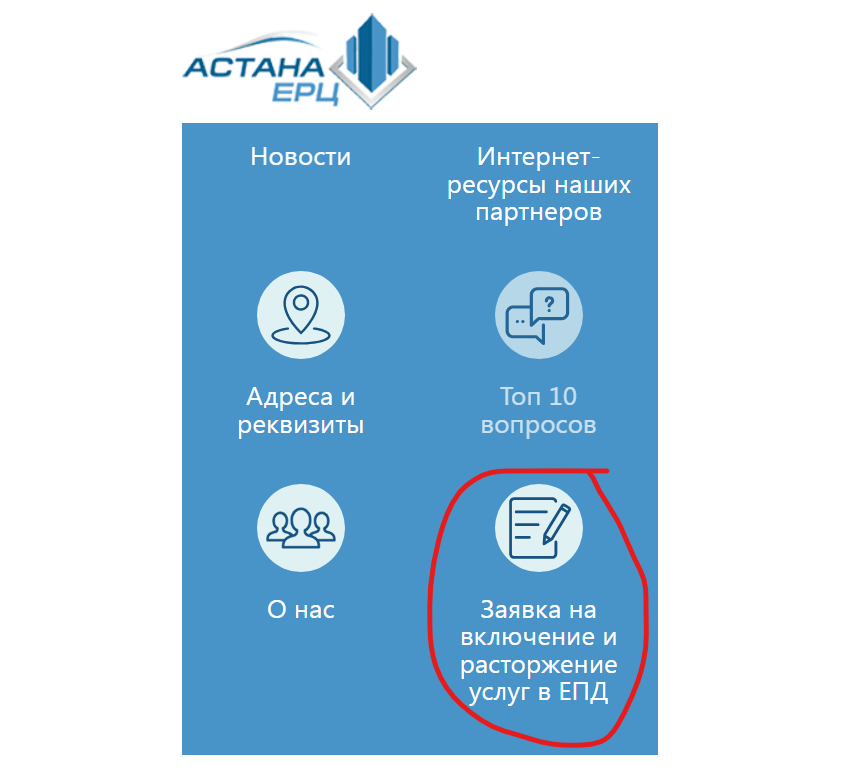 АСТАНА
ЕРЦ
Новости
Интернет-
ресурсы наших
партнеров
?
Адреса и
реквизиты
Топ 10
вопросов
О нас
Заявка на
включение и
расторжение
услуг в ЕПД